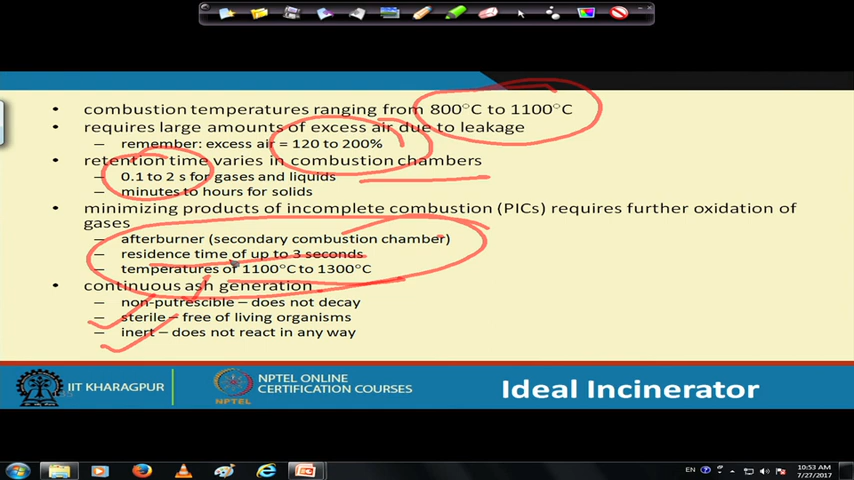 • combustion temperatures ranging from 800°C to 1100°C
• requires large amounts of excess air due to leakage
– remember: excess air = 120 to 200%
• retention time varies in combustion chambers
– 0.1 to 2 s for gases and liquids
– minutes to hours for solids
• minimizing products of incomplete combustion (PICs) requires further oxidation of
gases
– afterburner (secondary combustion chamber)
– residence time of up to 3 seconds
– temperatures of 1100°C to 1300°C
• continuous ash generation
– non-putrescible – does not decay
– sterile – free of living organisms
– inert – does not react in any way
IIT KHARAGPUR
NPTEL
NPTEL ONLINE
CERTIFICATION COURSES
Ideal Incinerator
EN
10:53 AM
7/27/2017